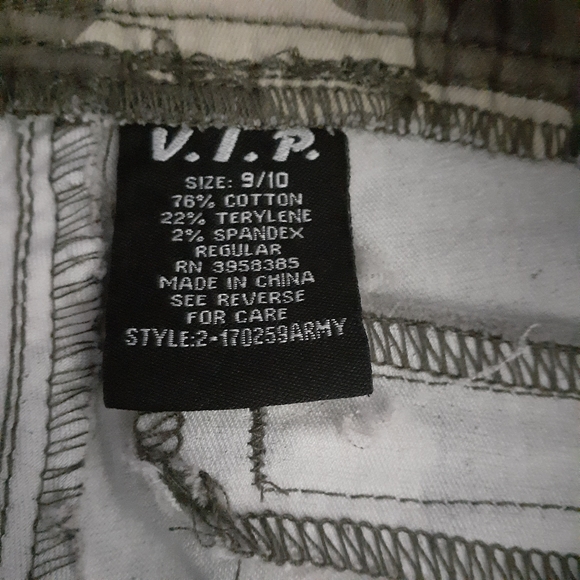 V.I.P.
SIZE: 9/10
76% COTTON
22% TERYLENE
2% SPANDEX
REGULAR
RN 3958385
MADE IN CHINA
SEE REVERSE
FOR CARE
STYLE:2-170259ARMY